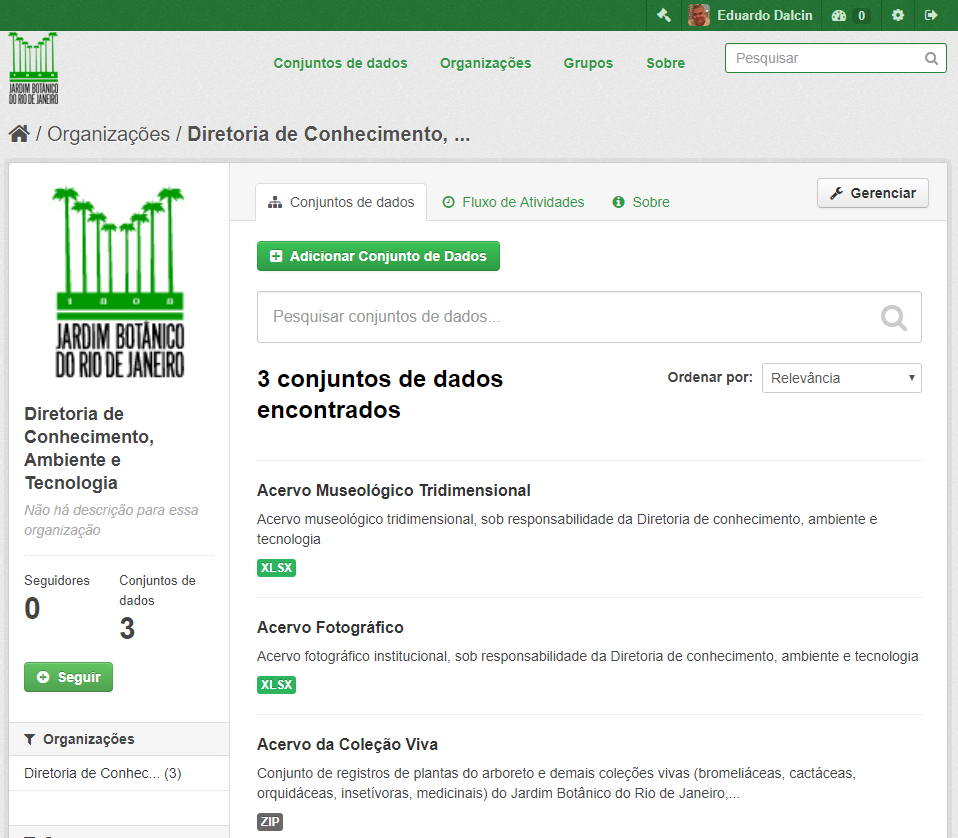 Eduardo Dalcin
0
JARDIM BOTÂNICO
DO RIO DE JANEIRO
Conjuntos de dados
Organizações
Grupos
Sobre
Pesquisar
/ Organizações / Diretoria de Conhecimento, ...
1808
JARDIM BOTÂNICO
DO RIO DE JANEIRO
Diretoria de
Conhecimento,
Ambiente e
Tecnologia
Não há descrição para essa
organização
Seguidores
0
Conjuntos de
dados
3
Seguir
Organizações
Diretoria de Conhec... (3)
Conjuntos de dados
Fluxo de Atividades
Sobre
Gerenciar
Adicionar Conjunto de Dados
Pesquisar conjuntos de dados...
3 conjuntos de dados
encontrados
Ordenar por:
Relevância
Acervo Museológico Tridimensional
Acervo museológico tridimensional, sob responsabilidade da Diretoria de conhecimento, ambiente e
tecnologia
XLSX
Acervo Fotográfico
Acervo fotográfico institucional, sob responsabilidade da Diretoria de conhecimento, ambiente e tecnologia
XLSX
Acervo da Coleção Viva
Conjunto de registros de plantas do arboreto e demais coleções vivas (bromeliáceas, cactáceas,
orquidáceas, insetívoras, medicinais) do Jardim Botânico do Rio de Janeiro,...
ZIP